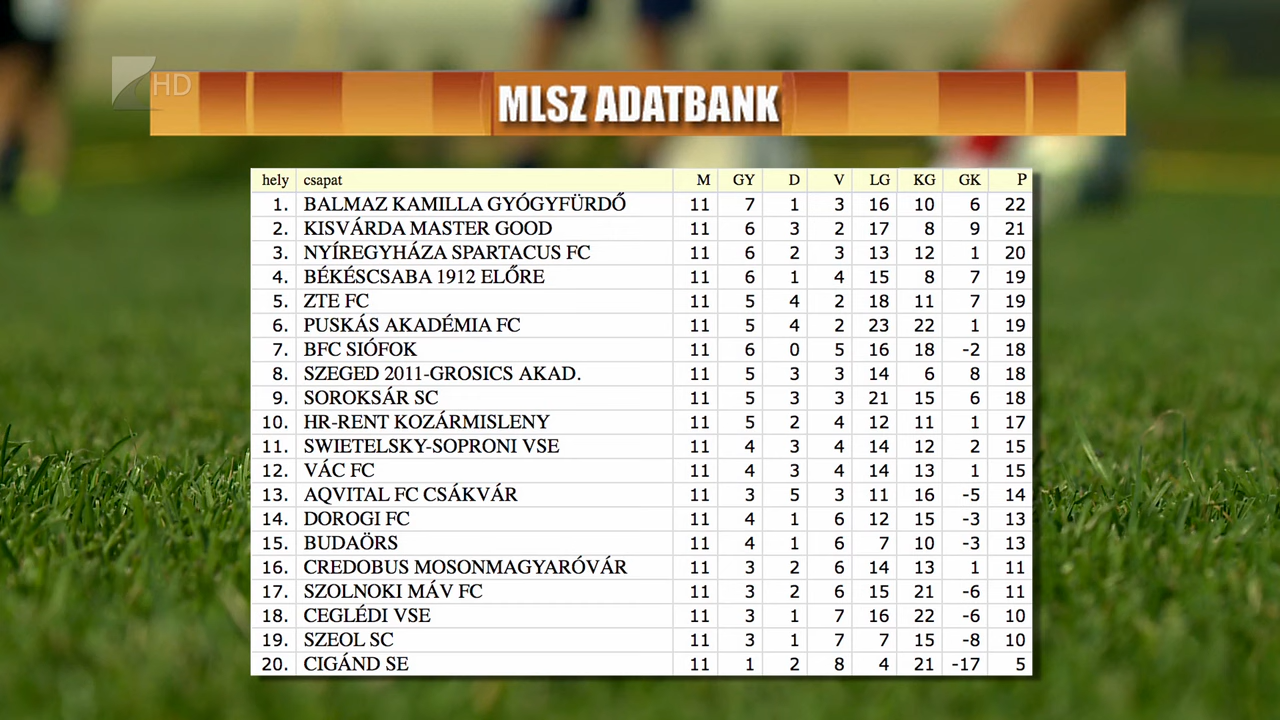 HD
MLSZ ADATBANK
hely csapat M GY D V LG KG GK P
1. BALMAZ KAMILLA GYÓGYFÜRDŐ 11 7 1 3 16 10 6 22
2. KISVÁRDA MASTER GOOD 11 6 3 2 17 8 9 21
3. NYÍREGYHÁZA SPARTACUS FC 11 6 2 3 13 12 1 20
4. BÉKÉSCSABA 1912 ELŐRE 11 6 1 4 15 8 7 19
5. ZTE FC 11 5 4 2 18 11 7 19
6. PUSKÁS AKADÉMIA FC 11 5 4 2 23 22 1 19
7. BFC SIÓFOK 11 6 0 5 16 18 -2 18
8. SZEGED 2011-GROSICS AKAD. 11 5 3 3 14 6 8 18
9. SOROKSÁR SC 11 5 3 3 21 15 6 18
10. HR-RENT KOZÁRMISLENY 11 5 2 4 12 11 1 17
11. SWIETELSKY-SOPRONI VSE 11 4 3 4 14 12 2 15
12. VÁC FC 11 4 3 4 14 13 1 15
13. AQVITAL FC CSÁKVÁR 11 3 5 3 11 16 -5 14
14. DOROGI FC 11 4 1 6 12 15 -3 13
15. BUDAÖRS 11 4 1 6 7 10 -3 13
16. CREDOBUS MOSONMAGYARÓVÁR 11 3 2 6 14 13 1 11
17. SZOLNOKI MÁV FC 11 3 2 6 15 21 -6 11
18. CEGLÉDI VSE 11 3 1 7 16 22 -6 10
19. SZEOL SC 11 3 1 7 7 15 -8 10
20. CIGÁND SE 11 1 2 8 4 21 -17 5